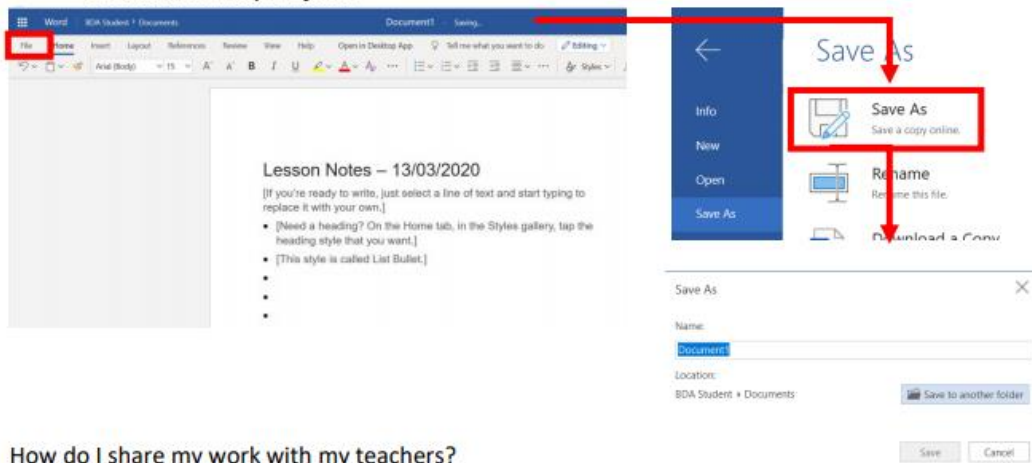 Word BDA Student › Documents Document1 - Saving...
File Home Insert Layout References Review View Help Open in Desktop App Tell me what you want to do Editing
Arial (Body) 15 A A B I U A Styles
Lesson Notes – 13/03/2020
[If you're ready to write, just select a line of text and start typing to
replace it with your own.]
• [Need a heading? On the Home tab, in the Styles gallery, tap the
heading style that you want.]
• [This style is called List Bullet.]
•
•
•
Save As
Info
New
Open
Save As
Save As
Save a copy online.
Rename
Rename this file.
Download a Copy
Save As
Name:
Document1
Location:
BDA Student » Documents
Save to another folder
Save Cancel
How do I share my work with my teachers?